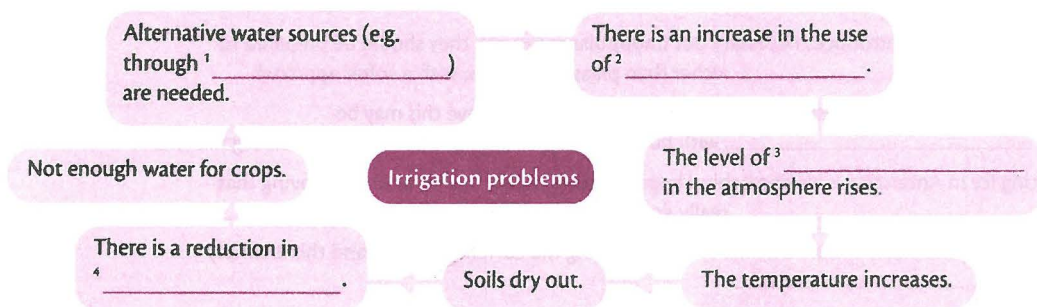 Alternative water sources (e.g.
through ¹ ____________________)
are needed.
There is an increase in the use
of ² ____________________.
Not enough water for crops.
Irrigation problems
The level of ³ ____________________
in the atmosphere rises.
There is a reduction in
⁴ ____________________.
Soils dry out.
The temperature increases.